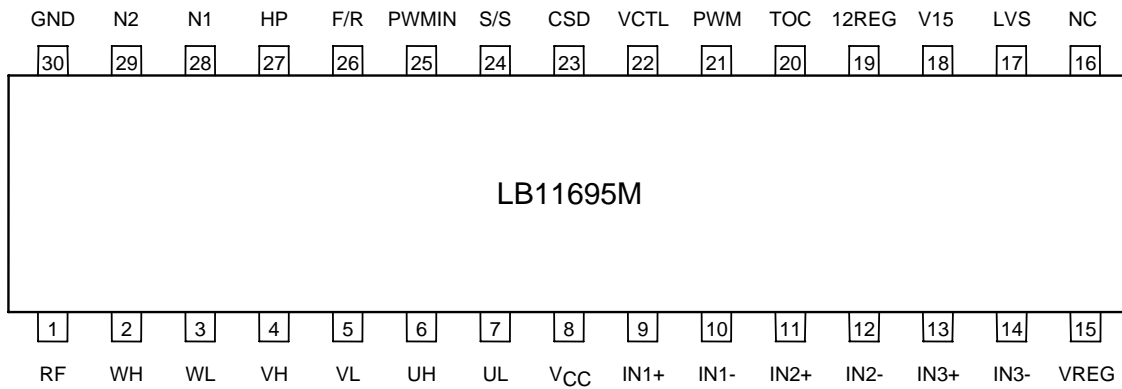 GND N2 N1 HP F/R PWMIN S/S CSD VCTL PWM TOC 12REG V15 LVS NC
30 29 28 27 26 25 24 23 22 21 20 19 18 17 16
LB11695M
1 2 3 4 5 6 7 8 9 10 11 12 13 14 15
RF WH WL VH VL UH UL VCC IN1+ IN1- IN2+ IN2- IN3+ IN3- VREG